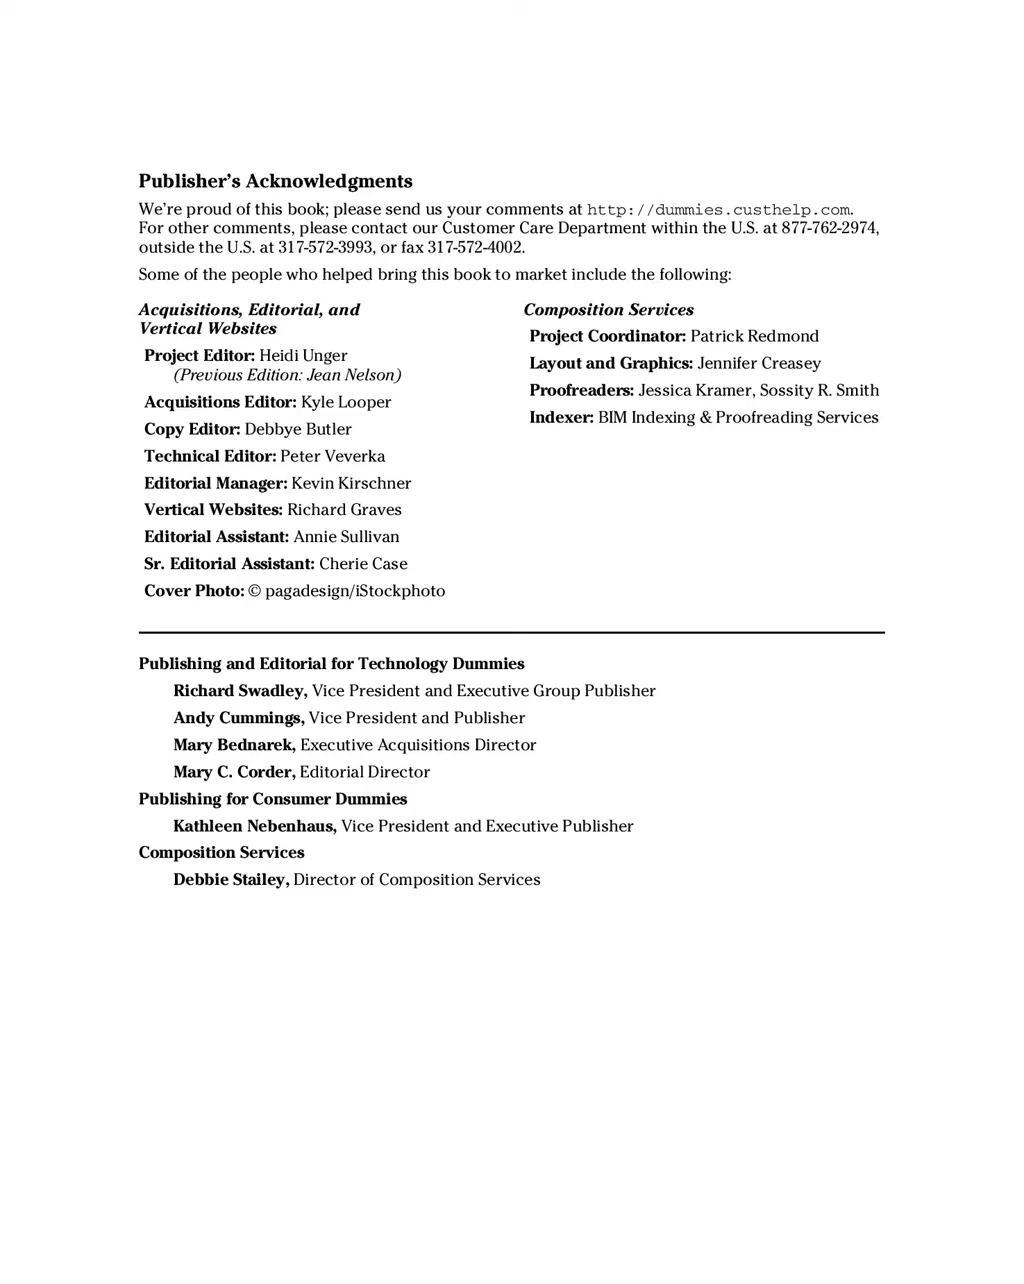 Publisher’s Acknowledgments
We’re proud of this book; please send us your comments at http://dummies.custhelp.com.
For other comments, please contact our Customer Care Department within the U.S. at 877-762-2974,
outside the U.S. at 317-572-3993, or fax 317-572-4002.
Some of the people who helped bring this book to market include the following:
Acquisitions, Editorial, and
Vertical Websites
Project Editor: Heidi Unger
(Previous Edition: Jean Nelson)
Acquisitions Editor: Kyle Looper
Copy Editor: Debbye Butler
Technical Editor: Peter Veverka
Editorial Manager: Kevin Kirschner
Vertical Websites: Richard Graves
Editorial Assistant: Annie Sullivan
Sr. Editorial Assistant: Cherie Case
Cover Photo: © pagadesign/iStockphoto
Composition Services
Project Coordinator: Patrick Redmond
Layout and Graphics: Jennifer Creasey
Proofreaders: Jessica Kramer, Sossity R. Smith
Indexer: BIM Indexing & Proofreading Services
Publishing and Editorial for Technology Dummies
Richard Swadley, Vice President and Executive Group Publisher
Andy Cummings, Vice President and Publisher
Mary Bednarek, Executive Acquisitions Director
Mary C. Corder, Editorial Director
Publishing for Consumer Dummies
Kathleen Nebenhaus, Vice President and Executive Publisher
Composition Services
Debbie Stailey, Director of Composition Services